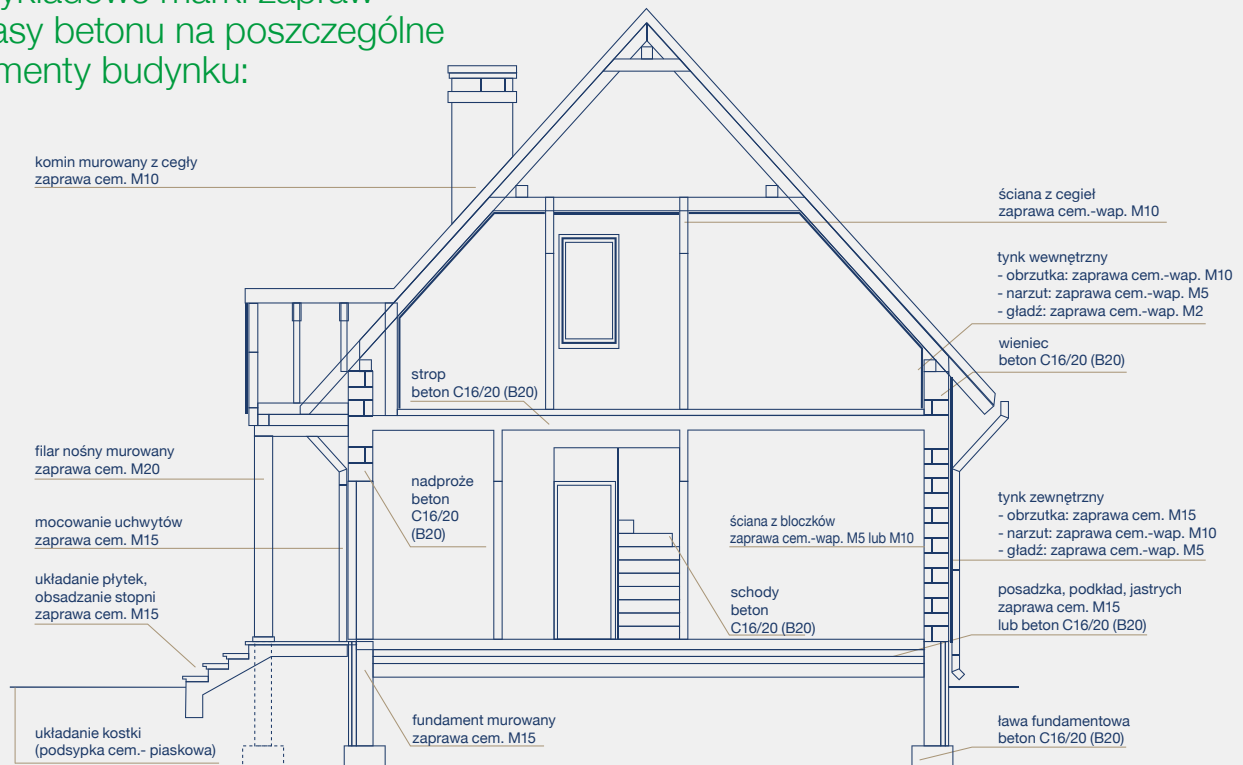 asy betonu na poszczególne
menty budynku:
komin murowany z cegły
zaprawa cem. M10
ściana z cegieł
zaprawa cem.-wap. M10
tynk wewnętrzny
- obrzutka: zaprawa cem.-wap. M10
- narzut: zaprawa cem.-wap. M5
- gładź: zaprawa cem.-wap. M2
wieniec
beton C16/20 (B20)
strop
beton C16/20 (B20)
filar nośny murowany
zaprawa cem. M20
nadproże
beton
C16/20
(B20)
mocowanie uchwytów
zaprawa cem. M15
ściana z bloczków
zaprawa cem.-wap. M5 lub M10
tynk zewnętrzny
- obrzutka: zaprawa cem. M15
- narzut: zaprawa cem.-wap. M10
- gładź: zaprawa cem.-wap. M5
układanie płytek,
obsadzanie stopni
zaprawa cem. M15
schody
beton
C16/20 (B20)
posadzka, podkład, jastrych
zaprawa cem. M15
lub beton C16/20 (B20)
układanie kostki
(podsypka cem.- piaskowa)
fundament murowany
zaprawa cem. M15
ława fundamentowa
beton C16/20 (B20)